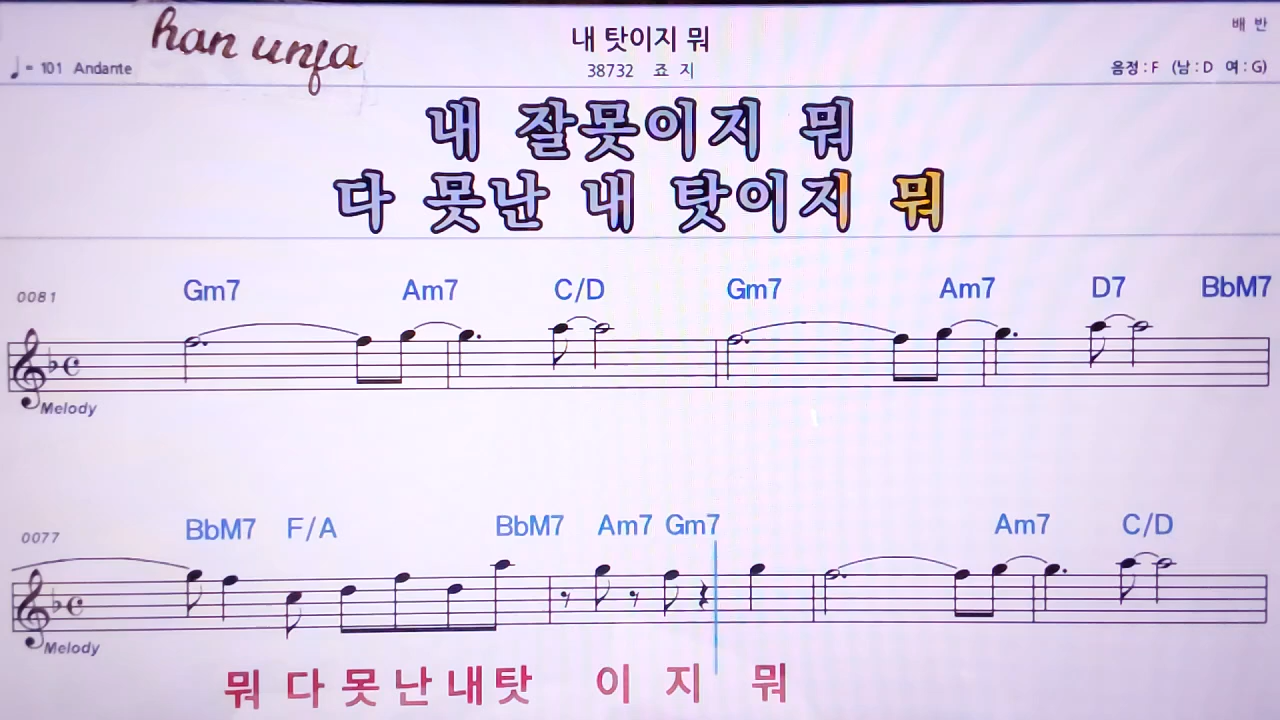 han unja
내 탓이지 뭐
배 반
♩= 101 Andante
38732 죠 지
음정 : F (남 : D 여 : G)
내 잘못이지 뭐
다 못난 내 탓이지 뭐
0081 Gm7 Am7 C/D Gm7 Am7 D7 BbM7
Melody
0077 BbM7 F/A BbM7 Am7 Gm7 Am7 C/D
Melody
뭐 다 못 난 내 탓 이 지 뭐